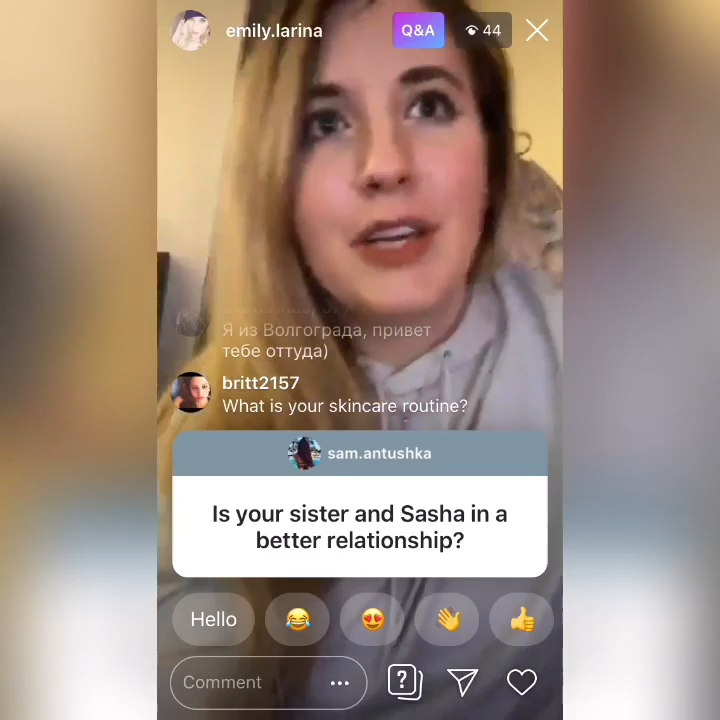 emily.larina
Q&A
44
Я из Волгограда, привет
тебе оттуда)
britt2157
What is your skincare routine?
sam.antushka
Is your sister and Sasha in a
better relationship?
Hello
Comment